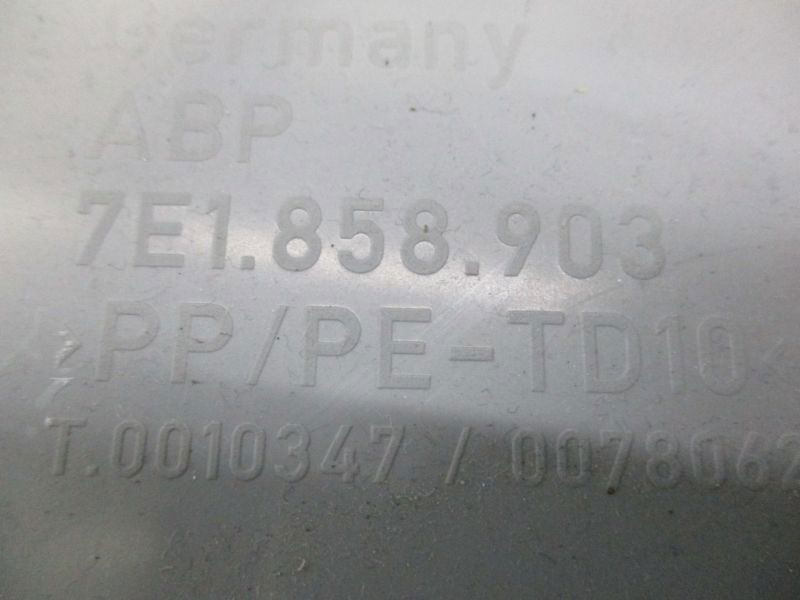 Germany
ABP
7E1.858.903
>PP/PE-TD10<
T.0010347 / 0078062